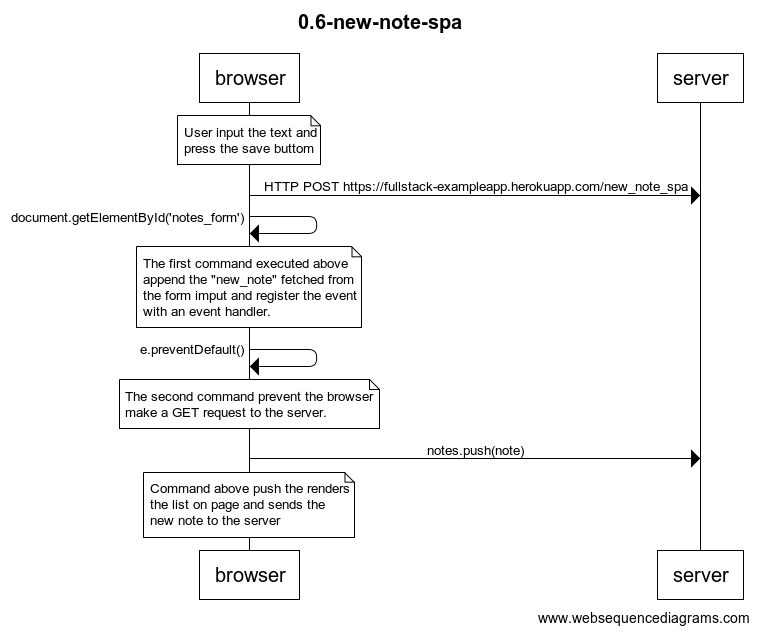 0.6-new-note-spa
browser
server
User input the text and
press the save buttom
HTTP POST https://fullstack-exampleapp.herokuapp.com/new_note_spa
document.getElementById('notes_form')
The first command executed above
append the "new_note" fetched from
the form imput and register the event
with an event handler.
e.preventDefault()
The second command prevent the browser
make a GET request to the server.
notes.push(note)
Command above push the renders
the list on page and sends the
new note to the server
browser
server
www.websequencediagrams.com